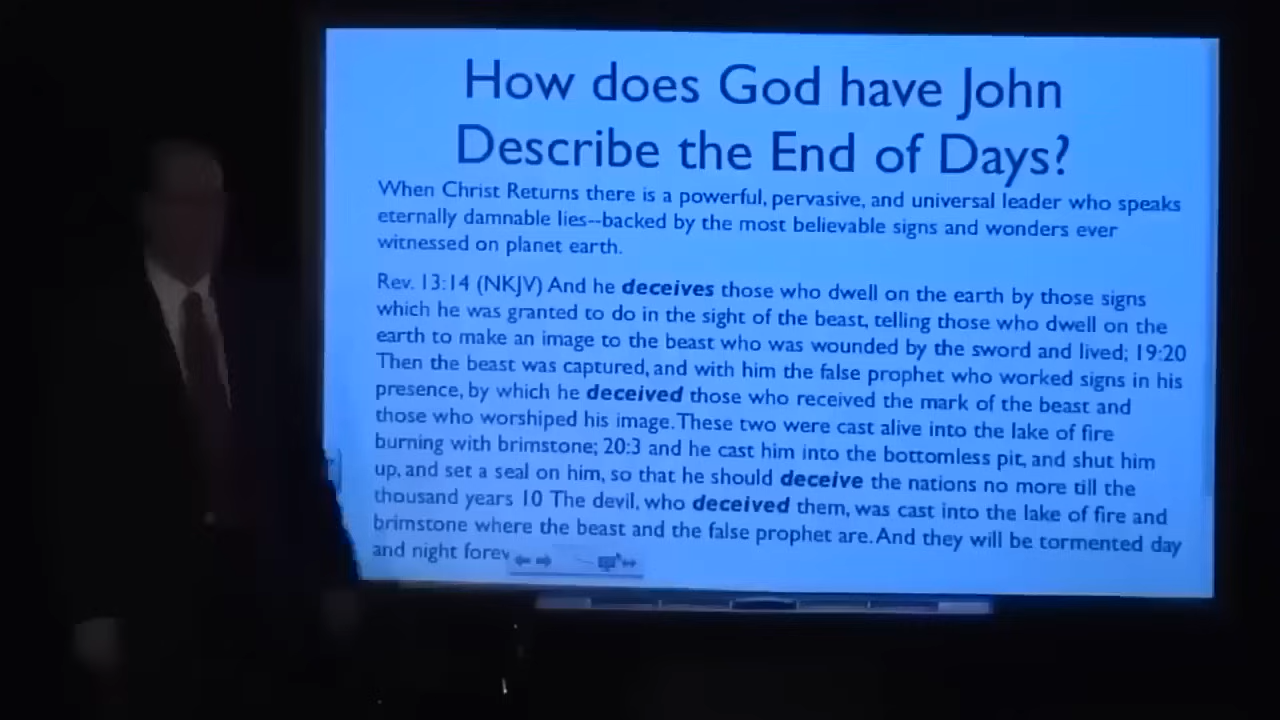 How does God have John
Describe the End of Days?
When Christ Returns there is a powerful, pervasive, and universal leader who speaks
eternally damnable lies--backed by the most believable signs and wonders ever
witnessed on planet earth.
Rev. 13:14 (NKJV) And he deceives those who dwell on the earth by those signs
which he was granted to do in the sight of the beast, telling those who dwell on the
earth to make an image to the beast who was wounded by the sword and lived; 19:20
Then the beast was captured, and with him the false prophet who worked signs in his
presence, by which he deceived those who received the mark of the beast and
those who worshiped his image. These two were cast alive into the lake of fire
burning with brimstone; 20:3 and he cast him into the bottomless pit, and shut him
up, and set a seal on him, so that he should deceive the nations no more till the
thousand years 10 The devil, who deceived them, was cast into the lake of fire and
brimstone where the beast and the false prophet are. And they will be tormented day
and night forev